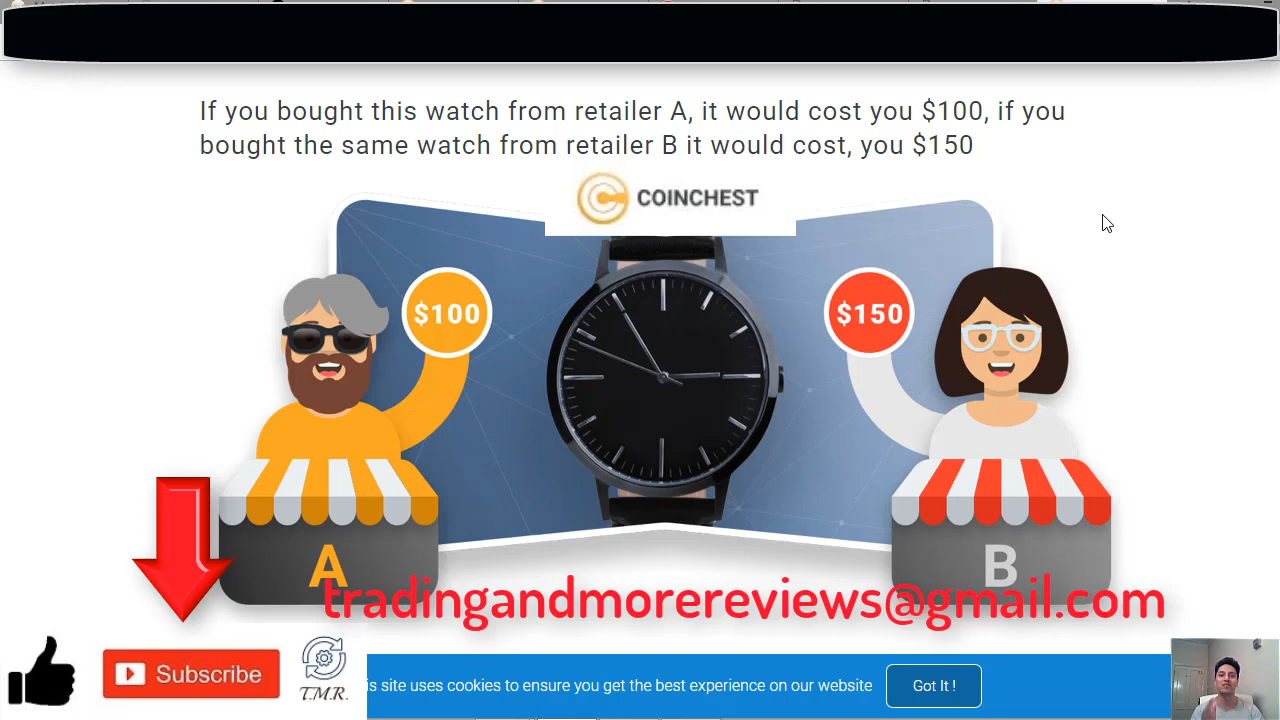 If you bought this watch from retailer A, it would cost you $100, if you
bought the same watch from retailer B it would cost, you $150
COINCHEST
$100
$150
A
B
tradingandmorereviews@gmail.com
Subscribe
T.M.R.
is site uses cookies to ensure you get the best experience on our website
Got It !